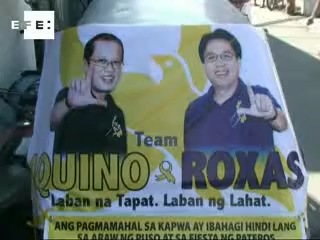 EFE:
Team
QUINO & ROXAS
Laban na Tapat. Laban ng Lahat.
ANG PAGMAMAHAL SA KAPWA AY IBAHAGI HINDI LANG
SA ARAW NG PUSO AT SA FIESTA NG PATEROS